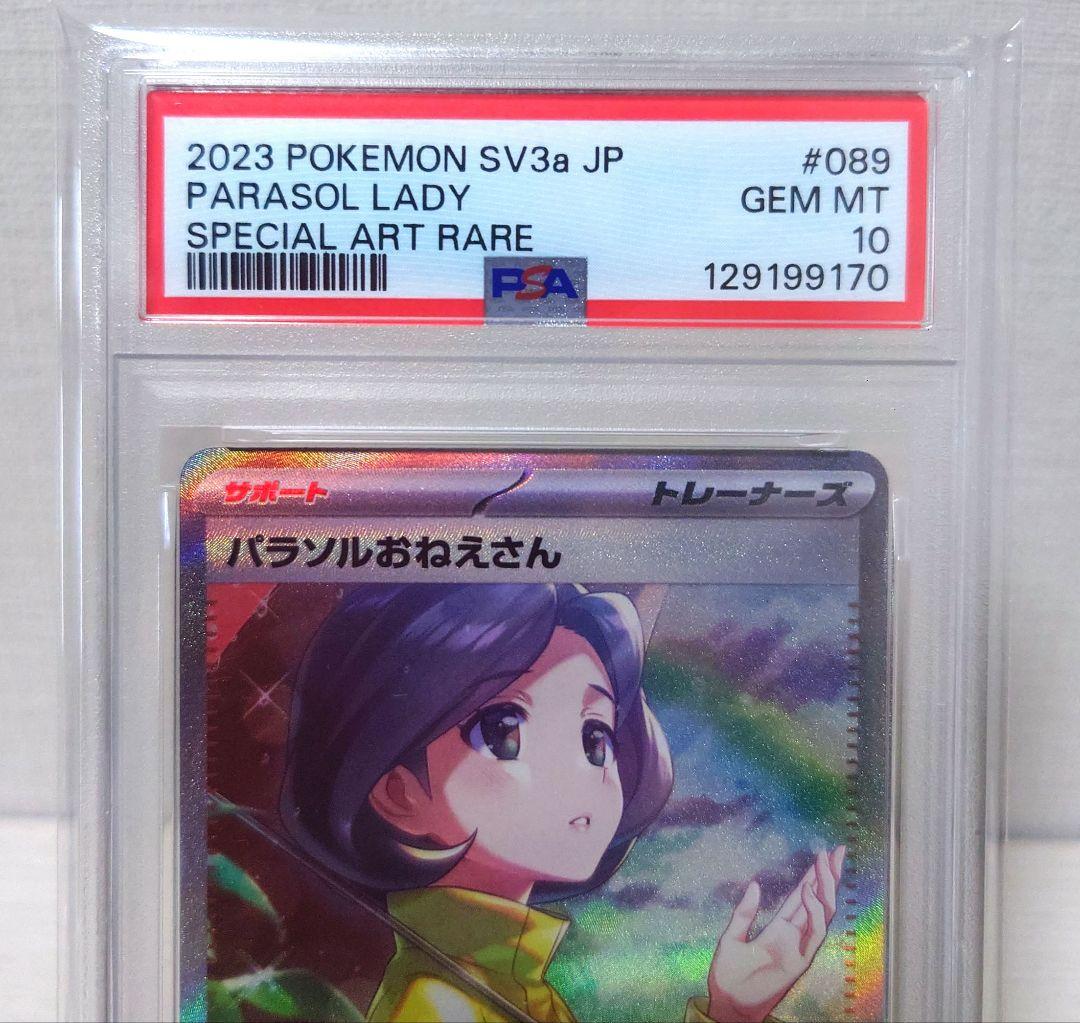 2023 POKEMON SV3a JP #089
PARASOL LADY GEM MT
SPECIAL ART RARE 10
PSA 129199170
サポート トレーナーズ
パラソルおねえさん